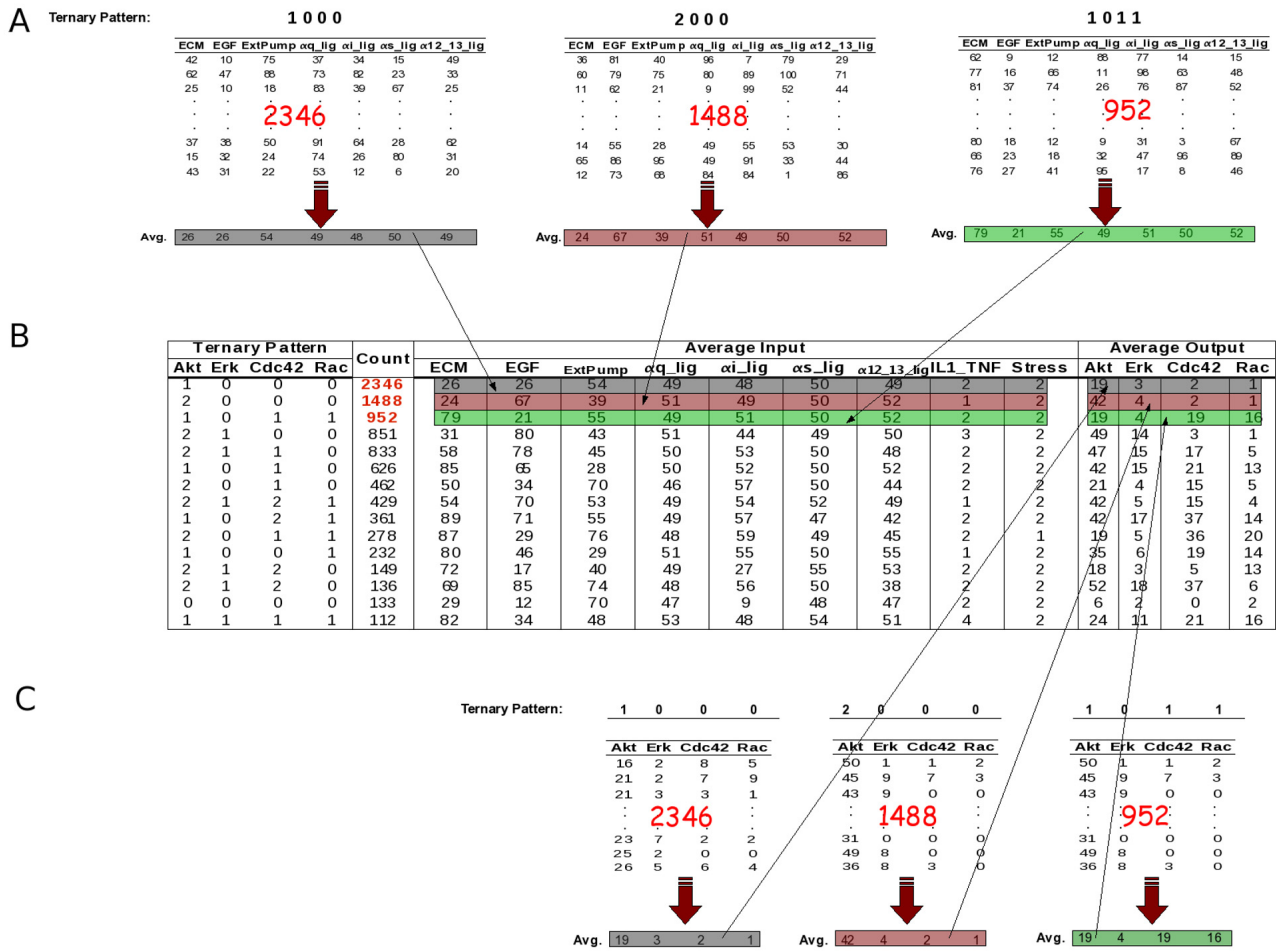 A
Ternary Pattern:
1 0 0 0
2 0 0 0
1 0 1 1
ECM EGF ExtPump αq_lig αi_lig αs_lig α12_13_lig
42 10 75 37 34 15 49
62 47 88 73 82 23 33
25 10 18 83 39 67 25
2346
37 38 50 91 64 28 62
15 32 24 74 26 80 31
43 31 22 53 12 6 20
Avg. 26 26 54 49 48 50 49
ECM EGF ExtPump αq_lig αi_lig αs_lig α12_13_lig
36 81 40 96 7 79 29
60 79 75 80 89 100 71
11 62 21 9 99 52 44
1488
14 55 28 49 55 53 30
65 86 95 49 91 33 44
12 73 68 84 84 1 86
Avg. 24 67 39 51 49 50 52
ECM EGF ExtPump αq_lig αi_lig αs_lig α12_13_lig
62 9 12 88 77 14 15
77 16 66 11 98 63 48
81 37 74 26 76 87 52
952
80 18 12 9 31 3 67
66 23 18 32 47 96 89
76 27 41 95 17 8 46
Avg. 79 21 55 49 51 50 52
B
Ternary Pattern Count Average Input Average Output
Akt Erk Cdc42 Rac ECM EGF ExtPump αq_lig αi_lig αs_lig α12_13_lig IL1_TNF Stress Akt Erk Cdc42 Rac
1 0 0 0 2346 26 26 54 49 48 50 49 2 2 19 3 2 1
2 0 0 0 1488 24 67 39 51 49 50 52 1 2 42 4 2 1
1 0 1 1 952 79 21 55 49 51 50 52 2 2 19 4 19 16
2 1 0 0 851 31 80 43 51 44 49 50 3 2 49 14 3 1
2 1 1 0 833 58 78 45 50 53 50 48 2 2 47 15 17 5
1 0 1 0 626 85 65 28 50 52 50 52 2 2 42 15 21 13
2 0 1 0 462 50 34 70 46 57 50 44 2 2 21 4 15 5
2 1 2 1 429 54 70 53 49 54 52 49 1 2 42 5 15 4
1 0 2 1 361 89 71 55 49 57 47 42 2 2 42 17 37 14
2 0 1 1 278 87 29 76 48 59 49 45 2 1 19 5 36 20
1 0 0 1 232 80 46 29 51 55 50 55 1 2 35 6 19 14
2 1 2 0 149 72 17 40 49 27 55 53 2 2 18 3 5 13
2 1 2 0 136 69 85 74 48 56 50 38 2 2 52 18 37 6
0 0 0 0 133 29 12 70 47 9 48 47 2 2 6 2 0 2
1 1 1 1 112 82 34 48 53 48 54 51 4 2 24 11 21 16
C
Ternary Pattern:
1 0 0 0
2 0 0 0
1 0 1 1
Akt Erk Cdc42 Rac
16 2 8 5
21 2 7 9
21 3 3 1
2346
23 7 2 2
25 2 0 0
26 5 6 4
Avg. 19 3 2 1
Akt Erk Cdc42 Rac
50 1 1 2
45 9 7 3
43 9 0 0
1488
31 0 0 0
49 8 0 0
36 8 3 0
Avg. 42 4 2 1
Akt Erk Cdc42 Rac
50 1 1 2
45 9 7 3
43 9 0 0
952
31 0 0 0
49 8 0 0
36 8 3 0
Avg. 19 4 19 16